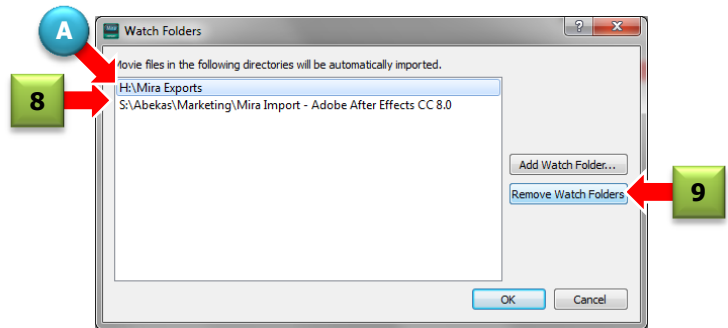 A
Watch Folders
Movie files in the following directories will be automatically imported.
H:\Mira Exports
8
S:\Abekas\Marketing\Mira Import - Adobe After Effects CC 8.0
Add Watch Folder...
Remove Watch Folders
9
OK
Cancel